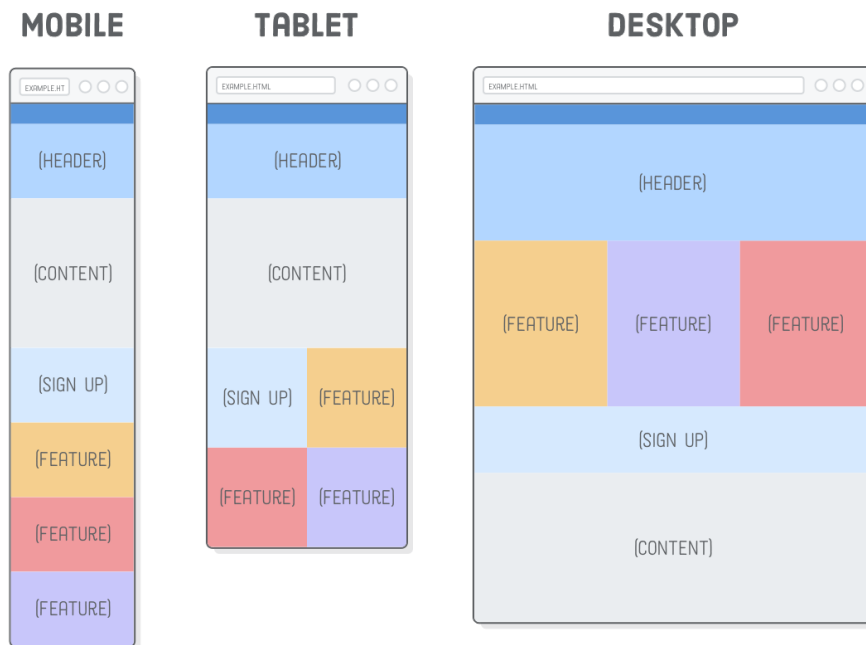 MOBILE
EXAMPLE.HT
(HEADER)
(CONTENT)
(SIGN UP)
(FEATURE)
(FEATURE)
(FEATURE)
TABLET
EXAMPLE.HTML
(HEADER)
(CONTENT)
(SIGN UP) (FEATURE)
(FEATURE) (FEATURE)
DESKTOP
EXAMPLE.HTML
(HEADER)
(FEATURE) (FEATURE) (FEATURE)
(SIGN UP)
(CONTENT)